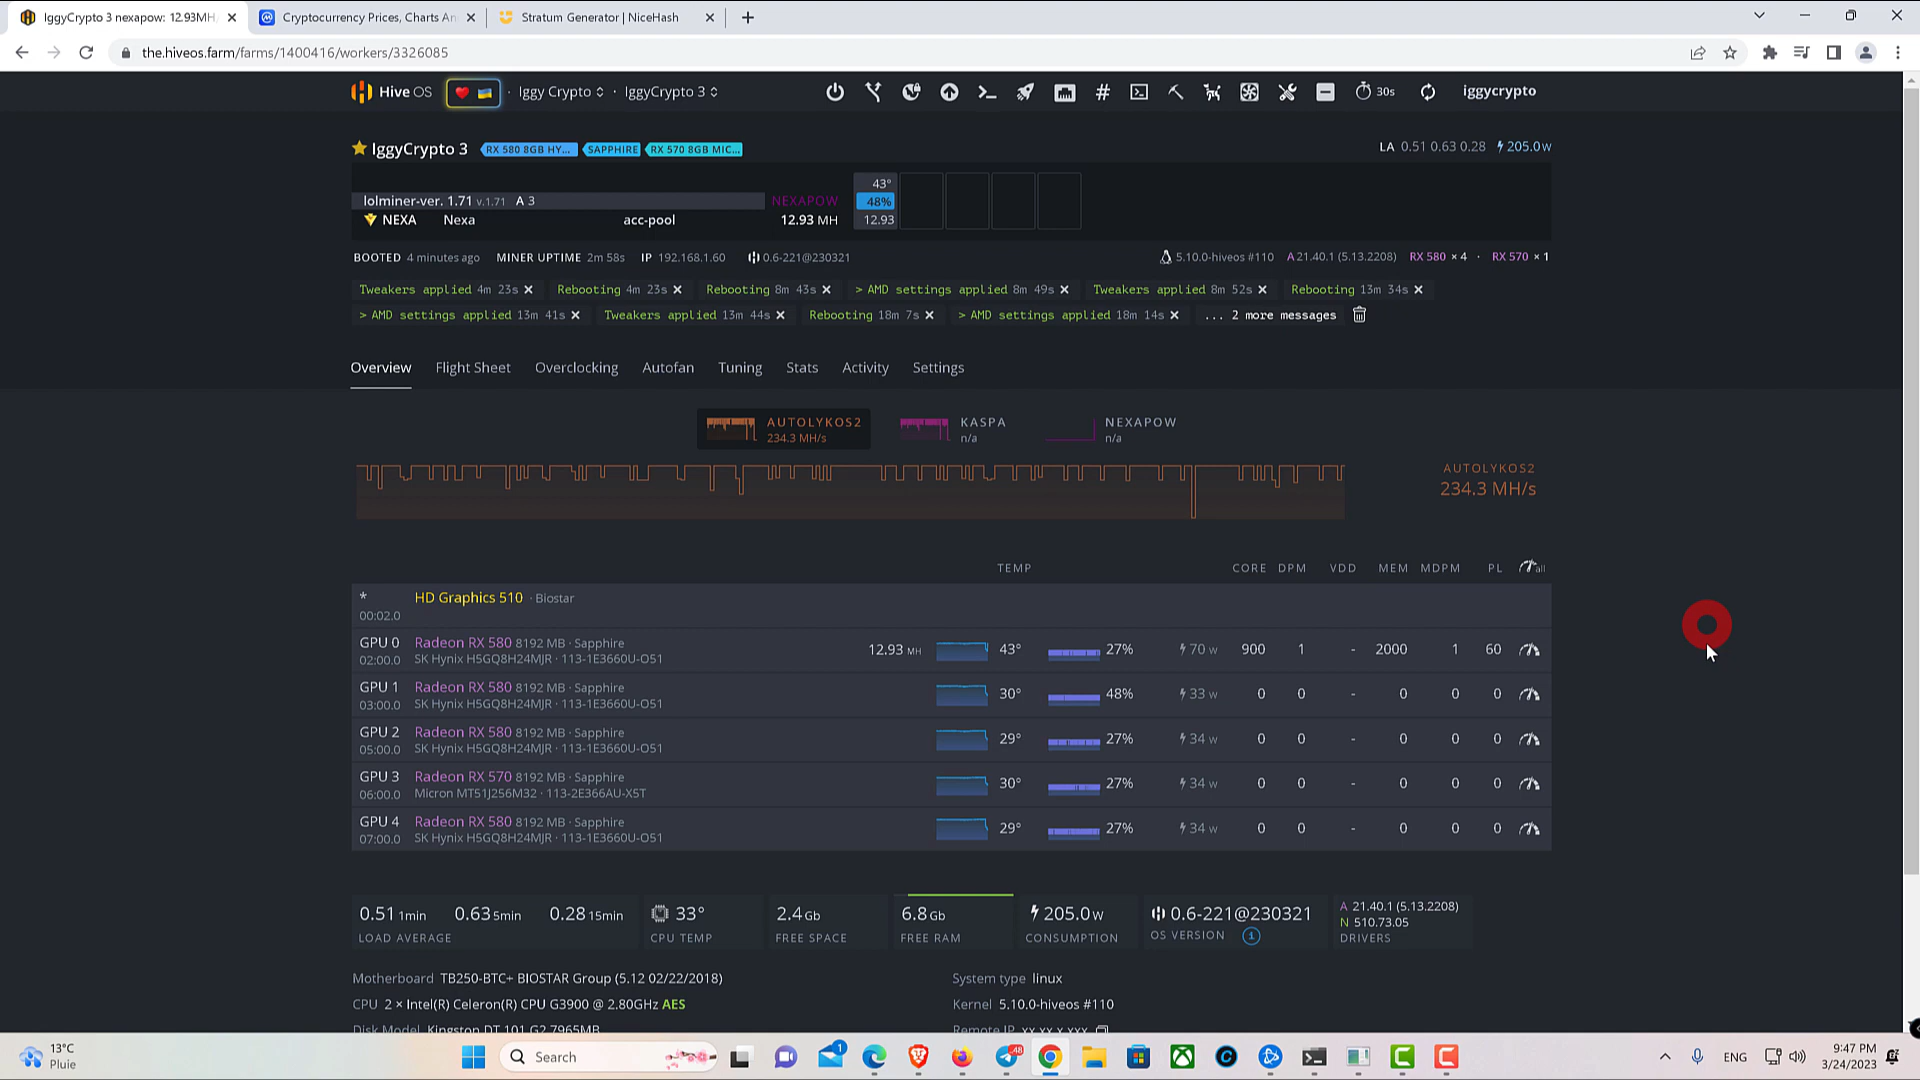 IggyCrypto 3 nexapow: 12.93MH/
Cryptocurrency Prices, Charts An
Stratum Generator | NiceHash
the.hiveos.farm/farms/1400416/workers/3326085
Hive OS · Iggy Crypto · IggyCrypto 3 30s iggycrypto
IggyCrypto 3 RX 580 8GB HY... SAPPHIRE RX 570 8GB MIC... LA 0.51 0.63 0.28 205.0W
43°
lolminer-ver. 1.71 v.1.71 A 3 NEXAPOW 48%
NEXA Nexa acc-pool 12.93 MH 12.93
BOOTED 4 minutes ago MINER UPTIME 2m 58s IP 192.168.1.60 0.6-221@230321 5.10.0-hiveos #110 A 21.40.1 (5.13.2208) RX 580 × 4 · RX 570 × 1
Tweakers applied 4m 23s Rebooting 4m 23s Rebooting 8m 43s > AMD settings applied 8m 49s Tweakers applied 8m 52s Rebooting 13m 34s
> AMD settings applied 13m 41s Tweakers applied 13m 44s Rebooting 18m 7s > AMD settings applied 18m 14s ... 2 more messages
Overview Flight Sheet Overclocking Autofan Tuning Stats Activity Settings
AUTOLYKOS2 KASPA NEXAPOW
234.3 MH/s n/a n/a
AUTOLYKOS2
234.3 MH/s
TEMP CORE DPM VDD MEM MDPM PL all
* HD Graphics 510 · Biostar
00:02.0
GPU 0 Radeon RX 580 8192 MB · Sapphire 12.93 MH 43° 27% 70 W 900 1 - 2000 1 60
02:00.0 SK Hynix H5GQ8H24MJR · 113-1E3660U-O51
GPU 1 Radeon RX 580 8192 MB · Sapphire 30° 48% 33 W 0 0 - 0 0 0
03:00.0 SK Hynix H5GQ8H24MJR · 113-1E3660U-O51
GPU 2 Radeon RX 580 8192 MB · Sapphire 29° 27% 34 W 0 0 - 0 0 0
05:00.0 SK Hynix H5GQ8H24MJR · 113-1E3660U-O51
GPU 3 Radeon RX 570 8192 MB · Sapphire 30° 27% 34 W 0 0 - 0 0 0
06:00.0 Micron MT51J256M32 · 113-2E366AU-X5T
GPU 4 Radeon RX 580 8192 MB · Sapphire 29° 27% 34 W 0 0 - 0 0 0
07:00.0 SK Hynix H5GQ8H24MJR · 113-1E3660U-O51
0.51 1min 0.63 5min 0.28 15min 33° 2.4Gb 6.8Gb 205.0W 0.6-221@230321 A 21.40.1 (5.13.2208)
N 510.73.05
LOAD AVERAGE CPU TEMP FREE SPACE FREE RAM CONSUMPTION OS VERSION DRIVERS
Motherboard TB250-BTC+ BIOSTAR Group (5.12 02/22/2018) System type linux
CPU 2 × Intel(R) Celeron(R) CPU G3900 @ 2.80GHz AES Kernel 5.10.0-hiveos #110
Disk Model Kingston DT 101 G2 7965MB Remote IP xx.xx.x.xxx
13°C
Pluie
Search
1
48
ENG
9:47 PM
3/24/2023